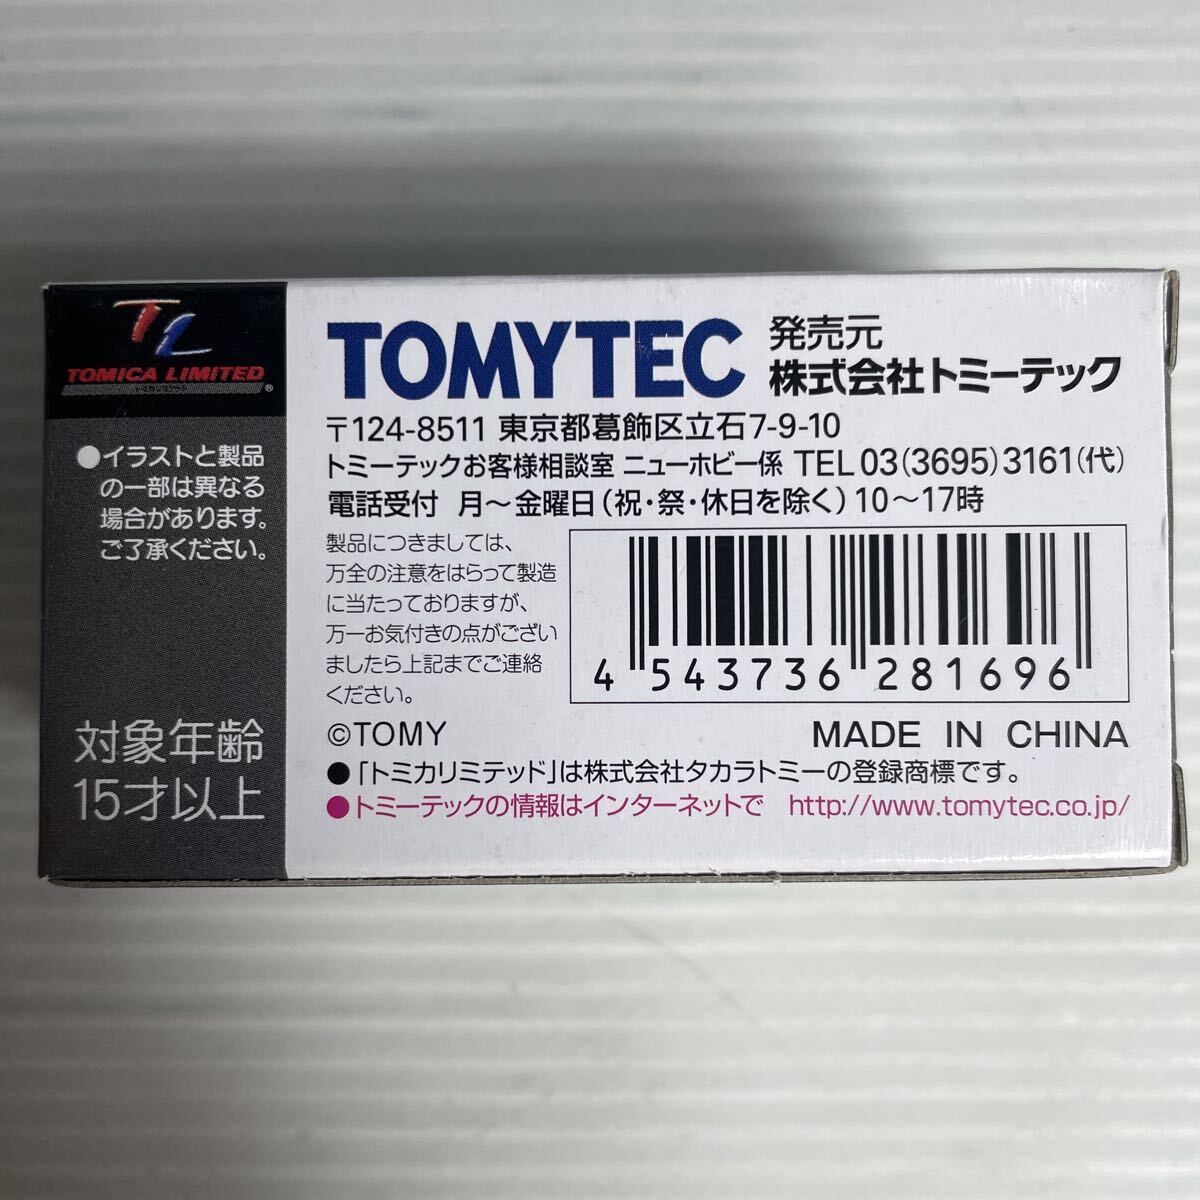 TL
TOMICA LIMITED
®
●イラストと製品
の一部は異なる
場合があります。
ご了承ください。
対象年齢
15才以上
TOMYTEC
発売元
株式会社トミーテック
〒124-8511 東京都葛飾区立石7-9-10
トミーテックお客様相談室 ニューホビー係 TEL 03(3695)3161(代)
電話受付 月～金曜日(祝・祭・休日を除く)10～17時
製品につきましては、
万全の注意をはらって製造
に当たっておりますが、
万一お気付きの点がござい
ましたら上記までご連絡
ください。
4 543736 281696
©TOMY
MADE IN CHINA
●「トミカリミテッド」は株式会社タカラトミーの登録商標です。
●トミーテックの情報はインターネットで http://www.tomytec.co.jp/